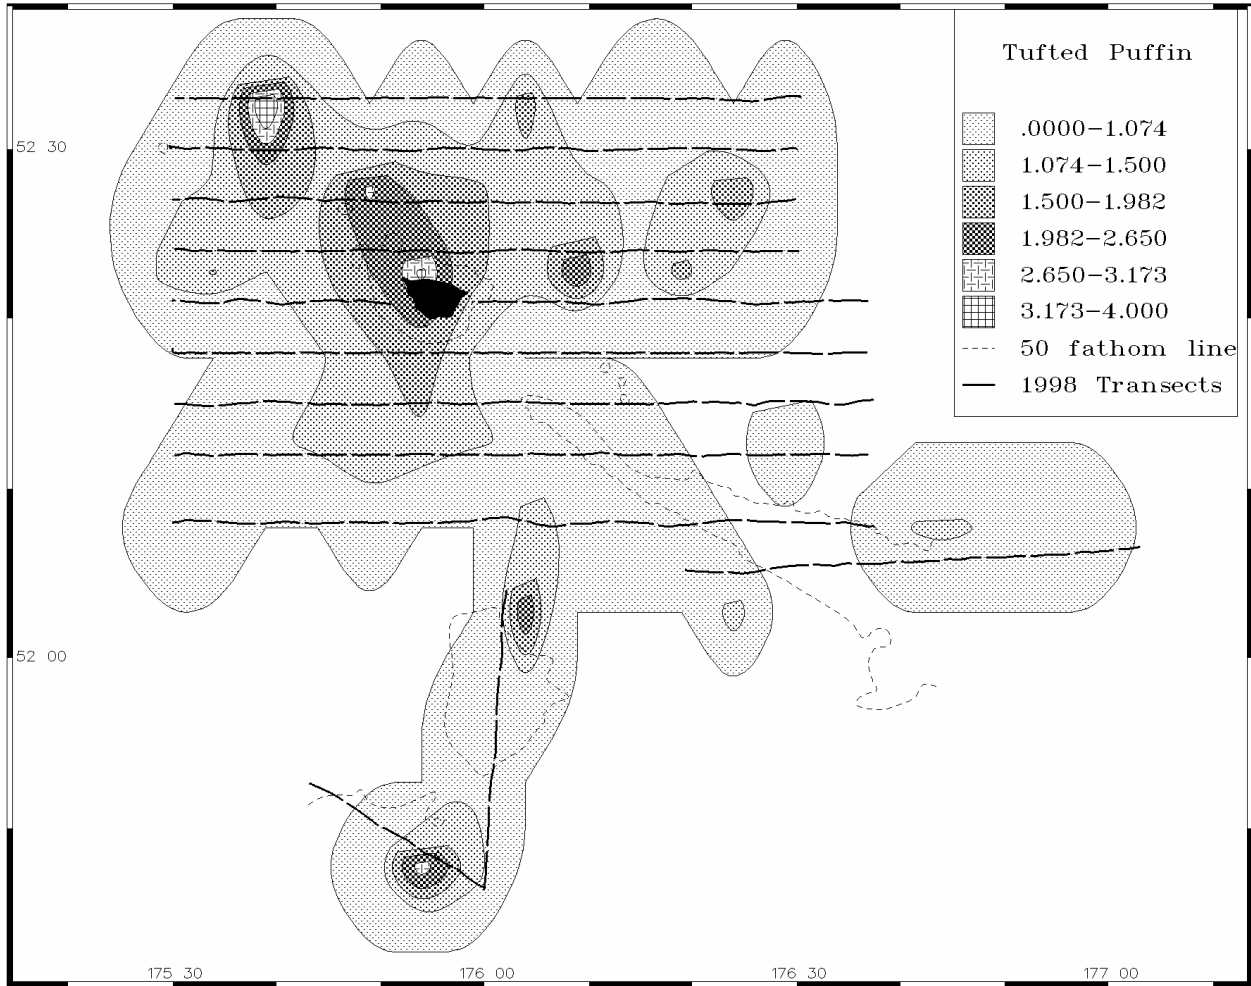 Tufted Puffin
.0000-1.074
1.074-1.500
1.500-1.982
1.982-2.650
2.650-3.173
3.173-4.000
50 fathom line
1998 Transects
52 30
52 00
175 30 176 00 176 30 177 00